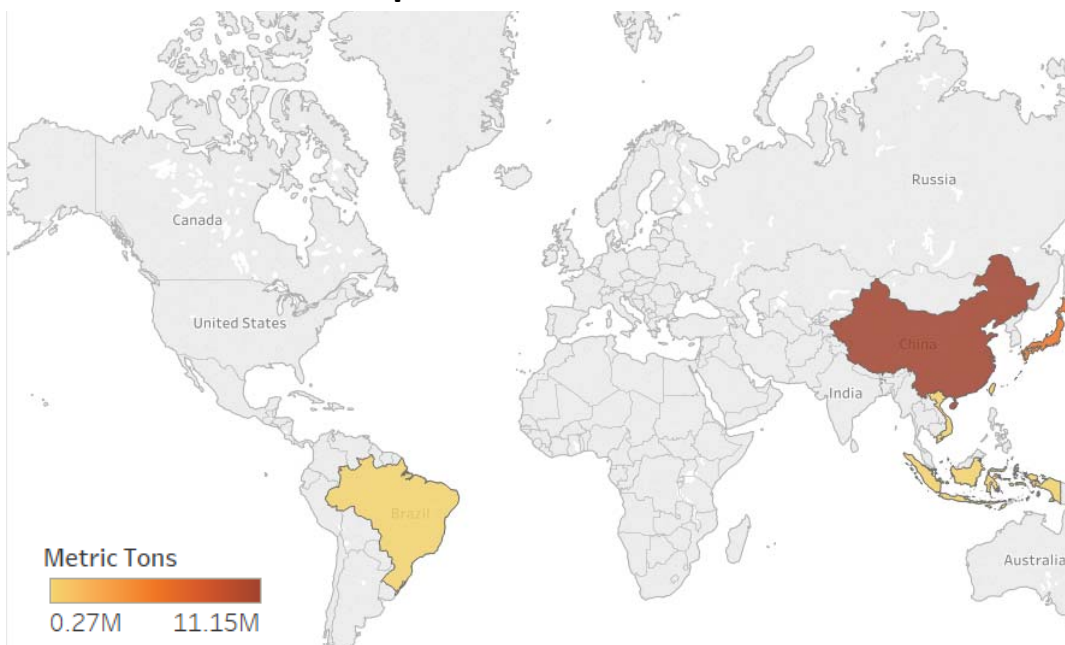 Russia
Canada
United States
China
India
Brazil
Australia
Metric Tons
0.27M 11.15M